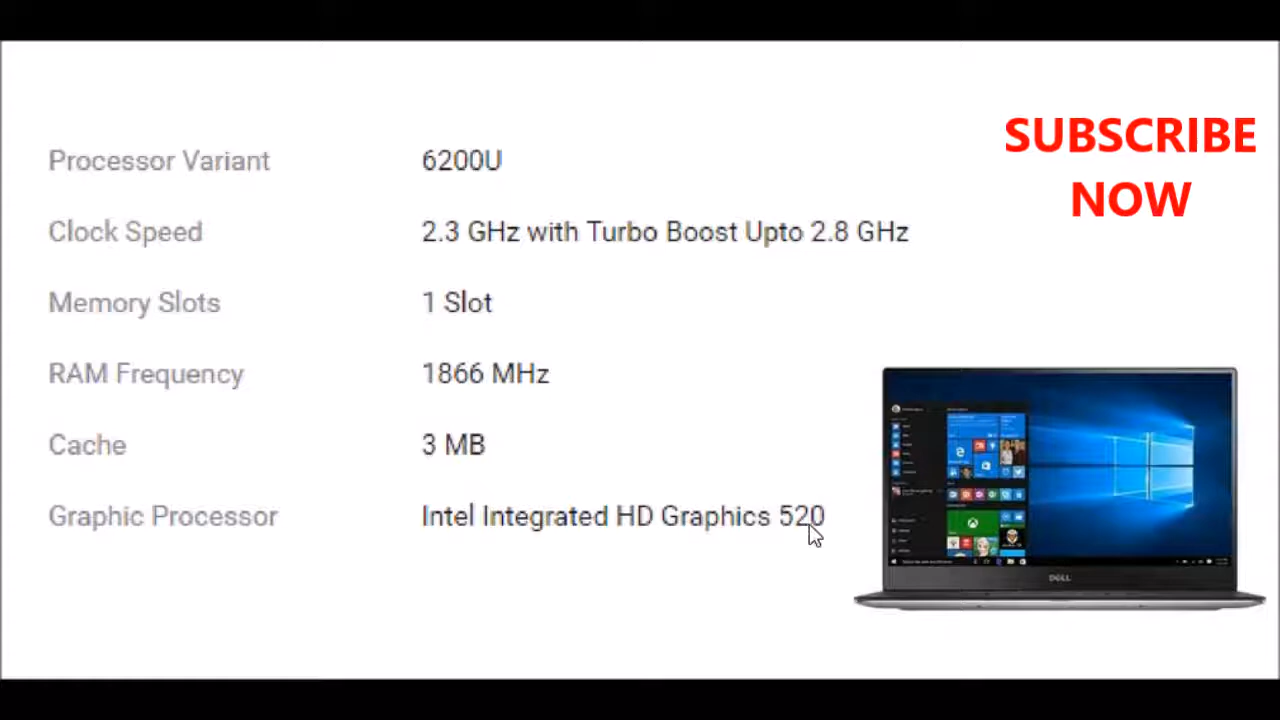 SUBSCRIBE
NOW
Processor Variant 6200U
Clock Speed 2.3 GHz with Turbo Boost Upto 2.8 GHz
Memory Slots 1 Slot
RAM Frequency 1866 MHz
Cache 3 MB
Graphic Processor Intel Integrated HD Graphics 520
DELL